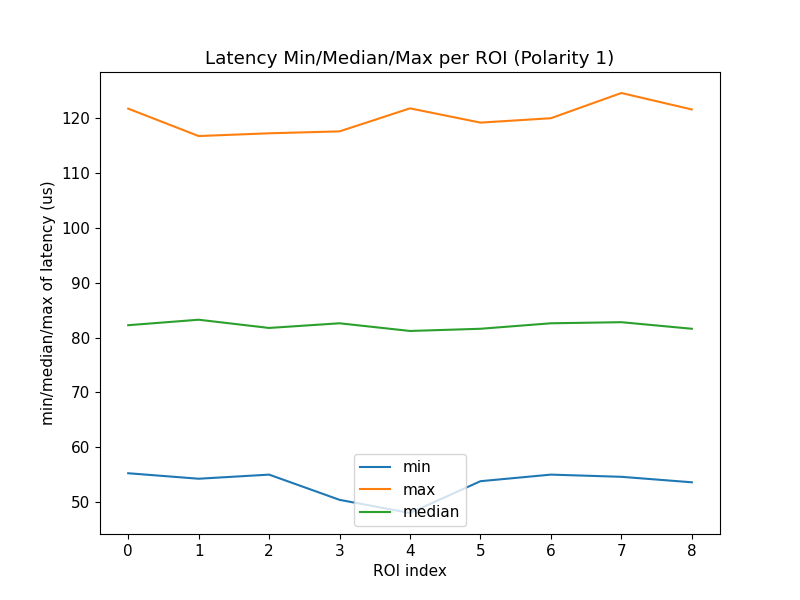 Latency Min/Median/Max per ROI (Polarity 1)
min/median/max of latency (us)
120
110
100
90
80
70
60
50
min
max
median
0 1 2 3 4 5 6 7 8
ROI index